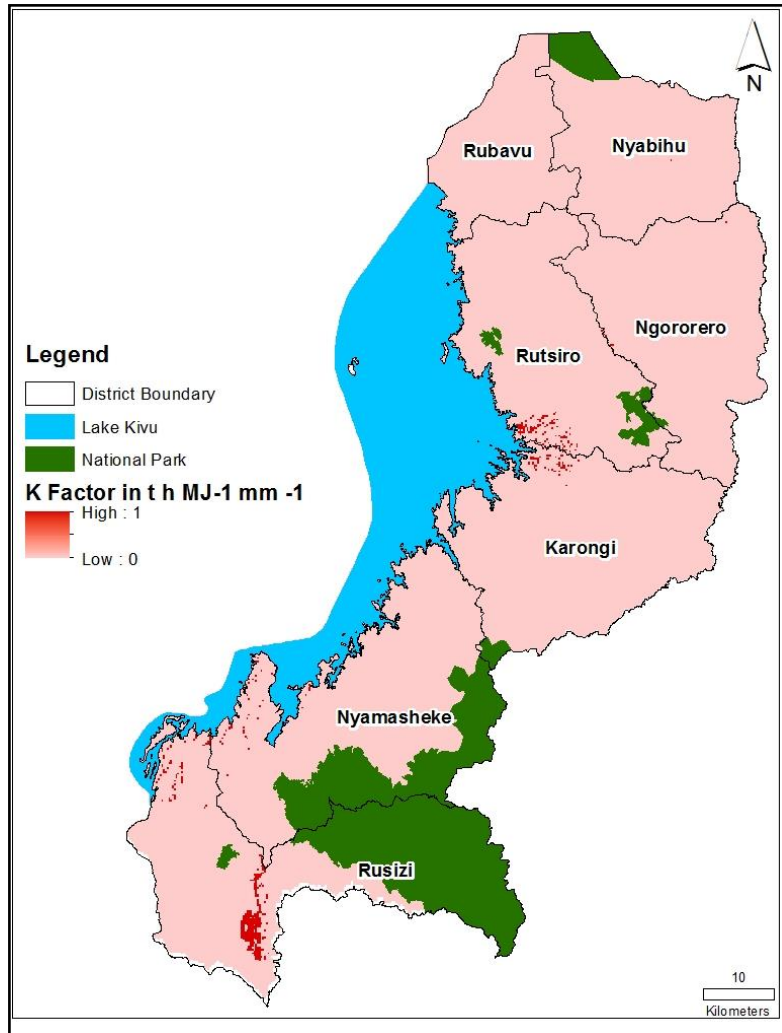 N
Rubavu
Nyabihu
Ngororero
Rutsiro
Legend
District Boundary
Lake Kivu
National Park
K Factor in t h MJ-1 mm -1
High : 1
Low : 0
Karongi
Nyamasheke
Rusizi
10
Kilometers